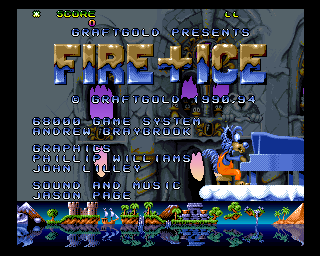 * SCORE
0
GRAFTGOLD PRESENTS
FIRE + ICE
© GRAFTGOLD 1990,94
68000 GAME SYSTEM
ANDREW BRAYBROOK
GRAPHICS
PHILLIP WILLIAMS
JOHN LILLEY
SOUND AND MUSIC
JASON PAGE